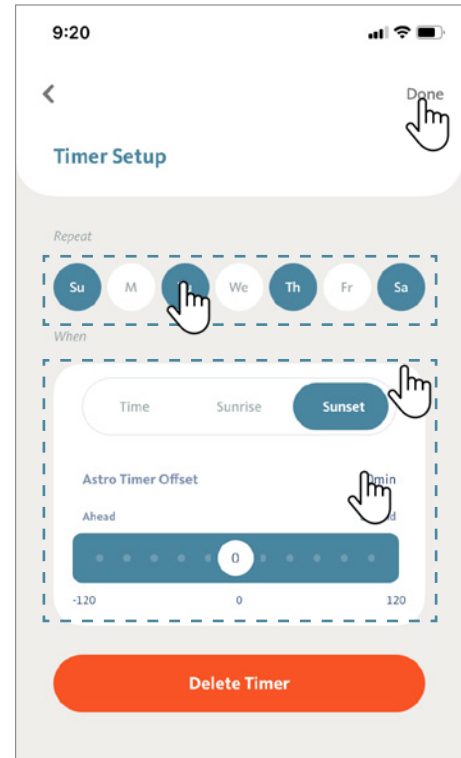 9:20
Done
Timer Setup
Repeat
Su M We Th Fr Sa
When
Time Sunrise Sunset
Astro Timer Offset
Ahead
0
-120 0 120
Delete Timer